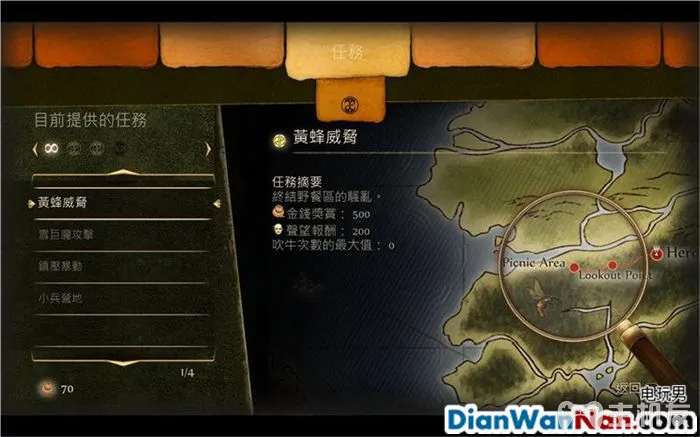 任務
目前提供的任務
黃蜂威脅
雪巨魔攻擊
鎮壓暴動
小兵營地
1/4
70
黃蜂威脅
任務摘要
終結野餐區的騷亂。
金錢獎賞： 500
聲望報酬： 200
吹牛次數的最大值： 0
Picnic Area
Lookout Point
Hero
返回
电玩男
DianWanNan.com